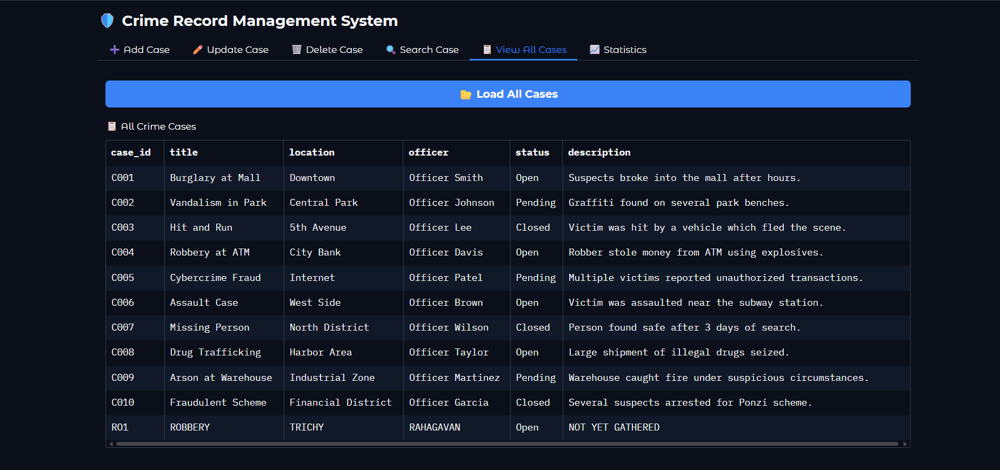 Crime Record Management System
Add Case Update Case Delete Case Search Case View All Cases Statistics
Load All Cases
All Crime Cases
case_id title location officer status description
C001 Burglary at Mall Downtown Officer Smith Open Suspects broke into the mall after hours.
C002 Vandalism in Park Central Park Officer Johnson Pending Graffiti found on several park benches.
C003 Hit and Run 5th Avenue Officer Lee Closed Victim was hit by a vehicle which fled the scene.
C004 Robbery at ATM City Bank Officer Davis Open Robber stole money from ATM using explosives.
C005 Cybercrime Fraud Internet Officer Patel Pending Multiple victims reported unauthorized transactions.
C006 Assault Case West Side Officer Brown Open Victim was assaulted near the subway station.
C007 Missing Person North District Officer Wilson Closed Person found safe after 3 days of search.
C008 Drug Trafficking Harbor Area Officer Taylor Open Large shipment of illegal drugs seized.
C009 Arson at Warehouse Industrial Zone Officer Martinez Pending Warehouse caught fire under suspicious circumstances.
C010 Fraudulent Scheme Financial District Officer Garcia Closed Several suspects arrested for Ponzi scheme.
RO1 ROBBERY TRICHY RAHAGAVAN Open NOT YET GATHERED